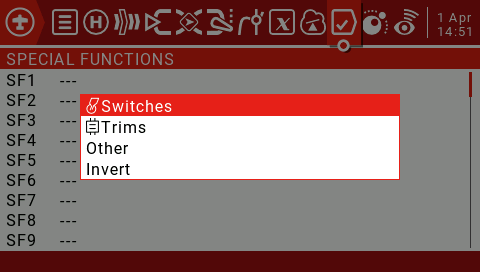 1 Apr
14:51
SPECIAL FUNCTIONS
SF1 ---
SF2 ---
SF3 ---
SF4 ---
SF5 ---
SF6 ---
SF7 ---
SF8 ---
SF9 ---
Switches
Trims
Other
Invert